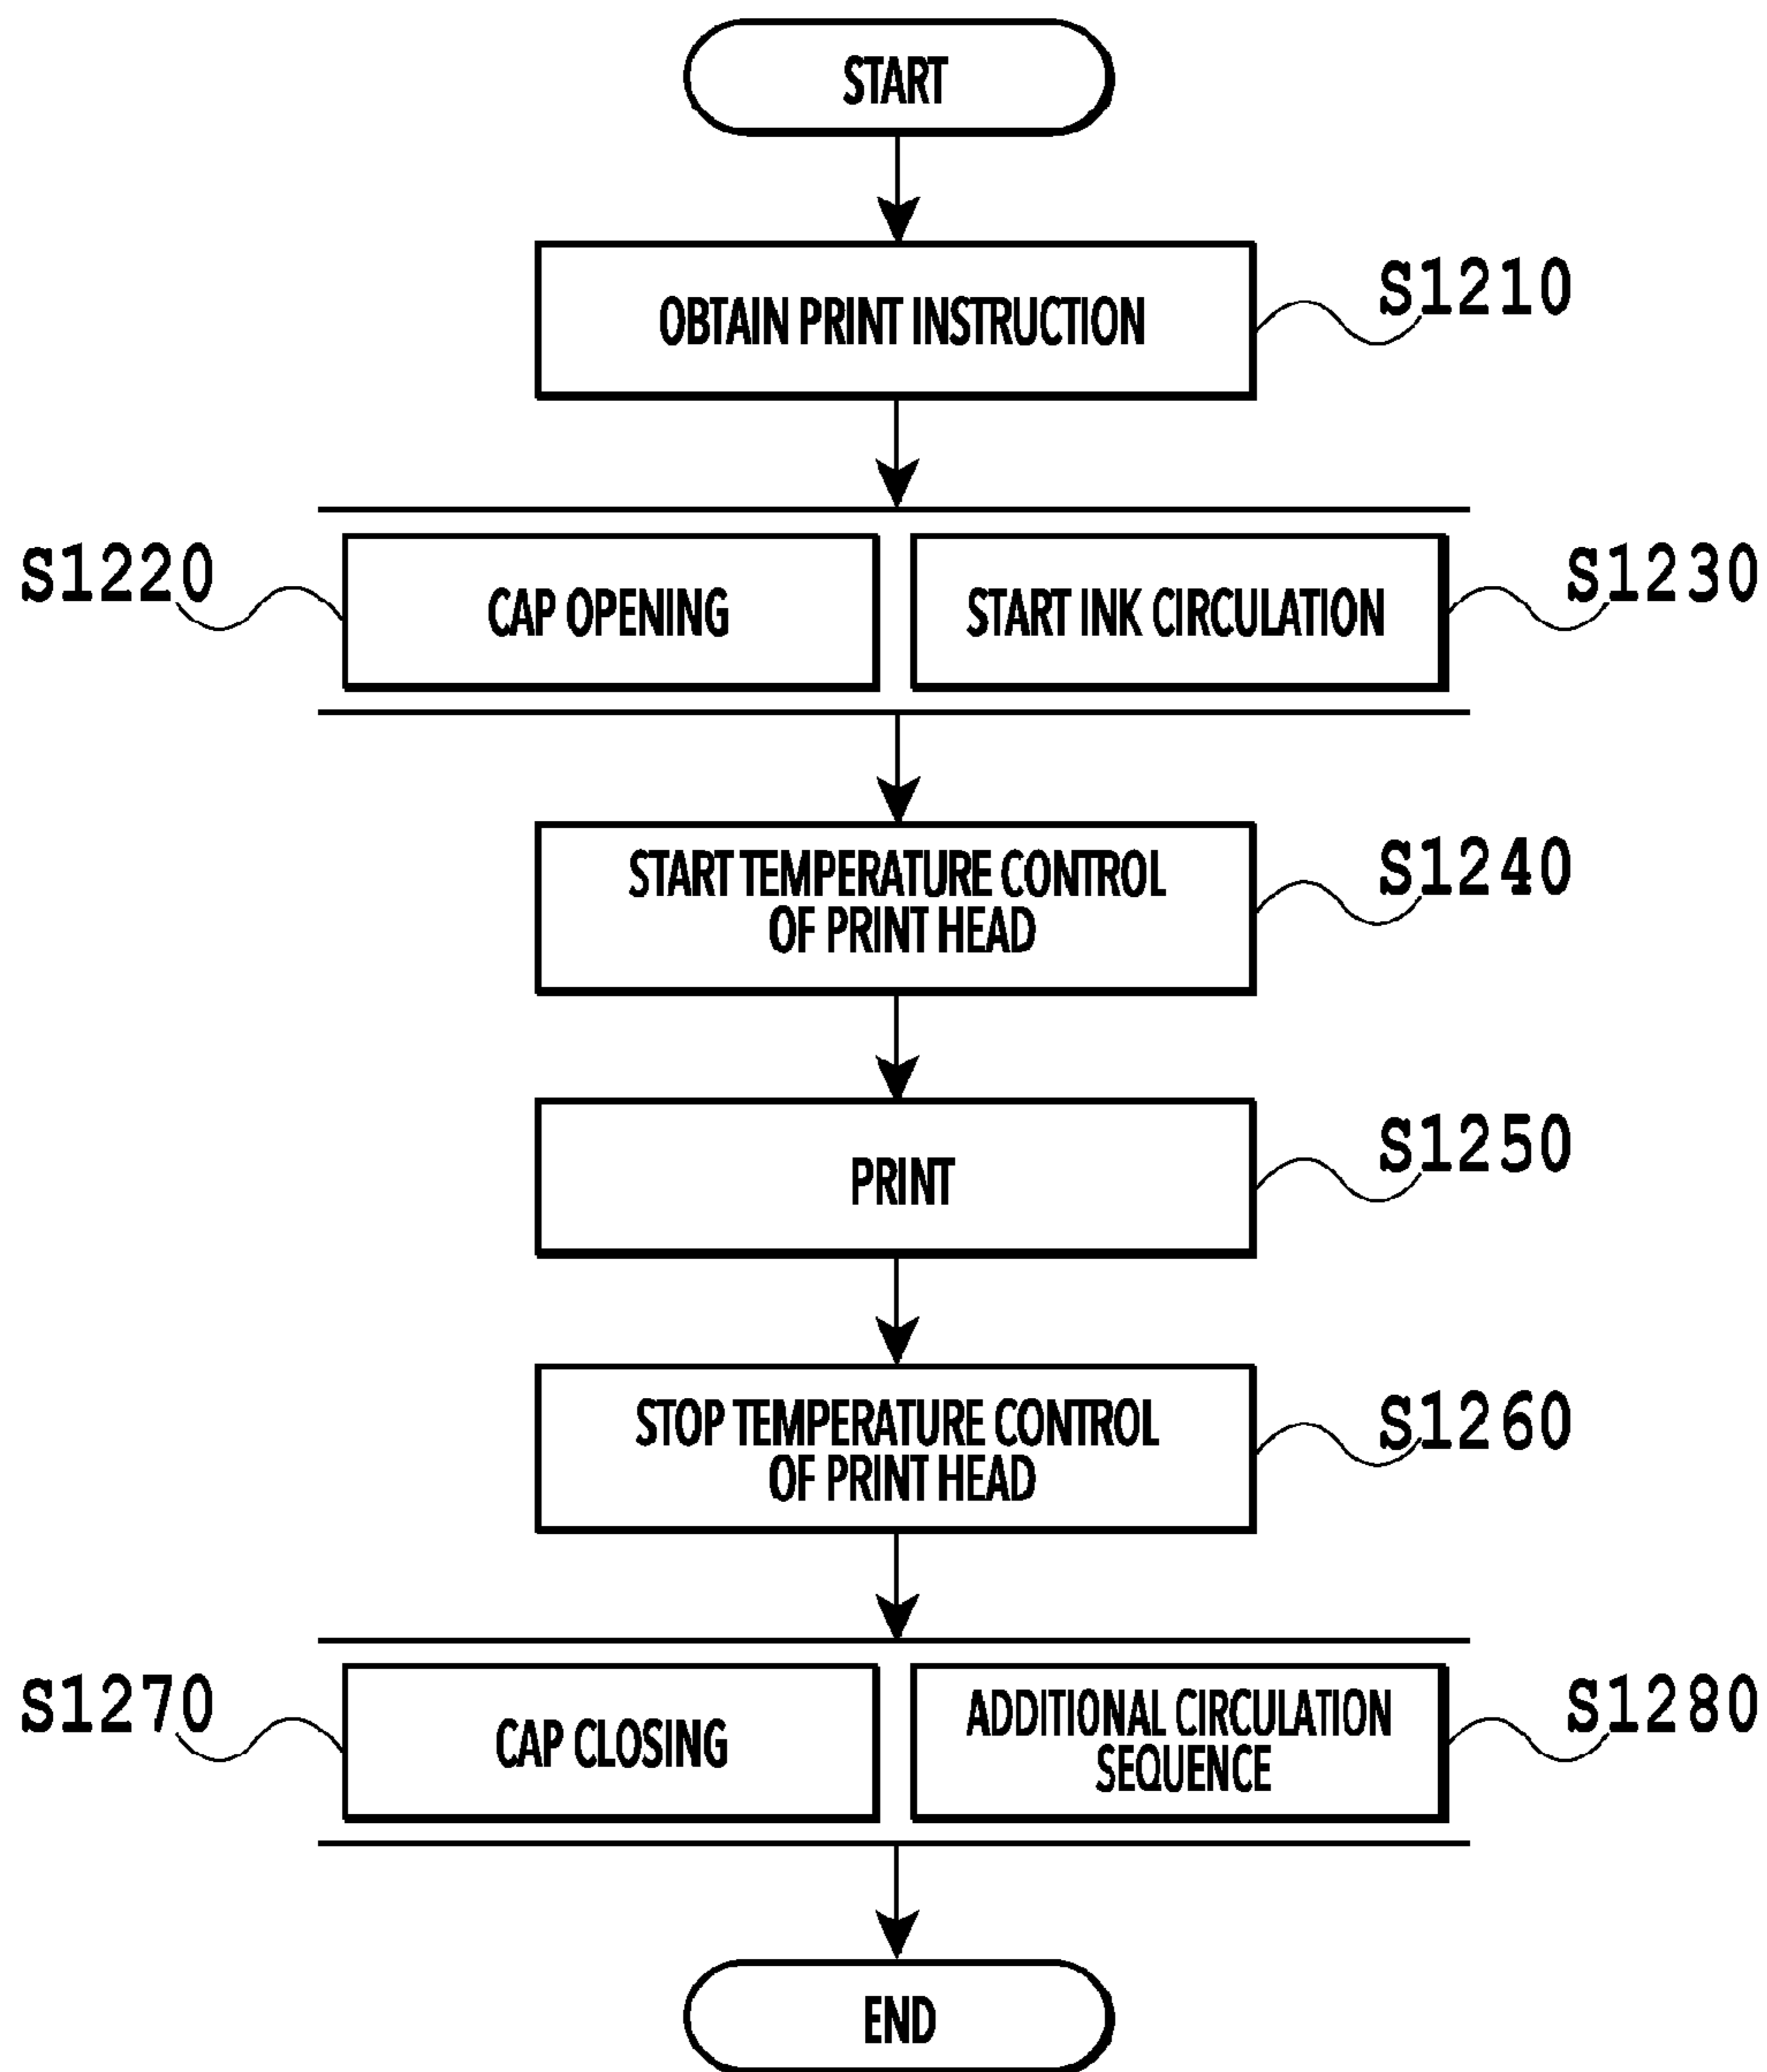 START
OBTAIN PRINT INSTRUCTION
S1210
S1220
CAP OPENING
START INK CIRCULATION
S1230
START TEMPERATURE CONTROL
OF PRINT HEAD
S1240
PRINT
S1250
STOP TEMPERATURE CONTROL
OF PRINT HEAD
S1260
S1270
CAP CLOSING
ADDITIONAL CIRCULATION
SEQUENCE
S1280
END